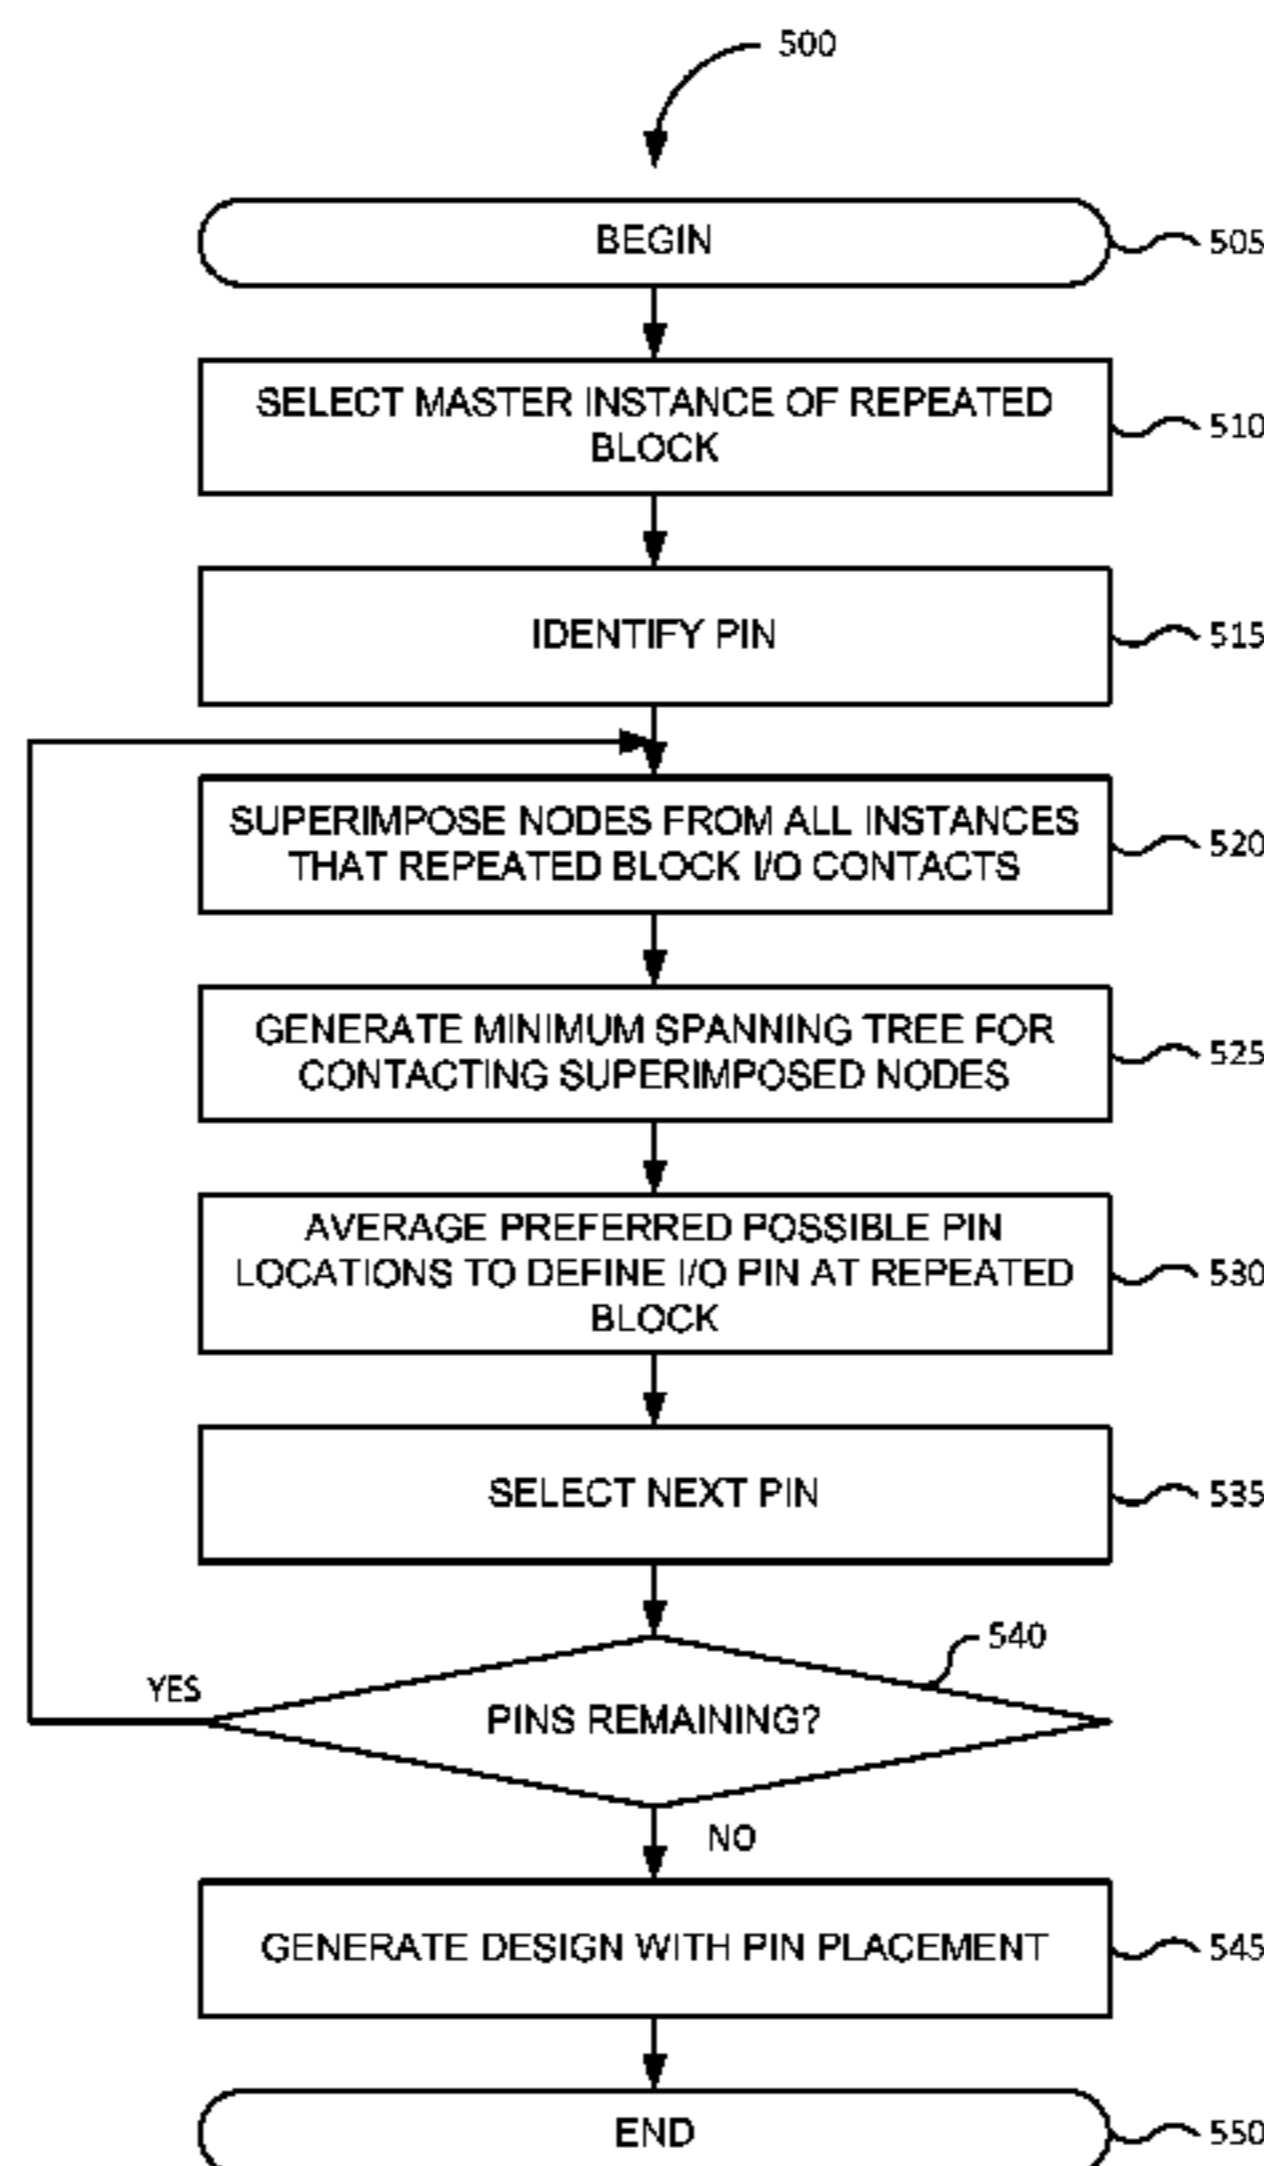 500
BEGIN
505
SELECT MASTER INSTANCE OF REPEATED
BLOCK
510
IDENTIFY PIN
515
SUPERIMPOSE NODES FROM ALL INSTANCES
THAT REPEATED BLOCK I/O CONTACTS
520
GENERATE MINIMUM SPANNING TREE FOR
CONTACTING SUPERIMPOSED NODES
525
AVERAGE PREFERRED POSSIBLE PIN
LOCATIONS TO DEFINE I/O PIN AT REPEATED
BLOCK
530
SELECT NEXT PIN
535
540
YES
PINS REMAINING?
NO
GENERATE DESIGN WITH PIN PLACEMENT
545
END
550